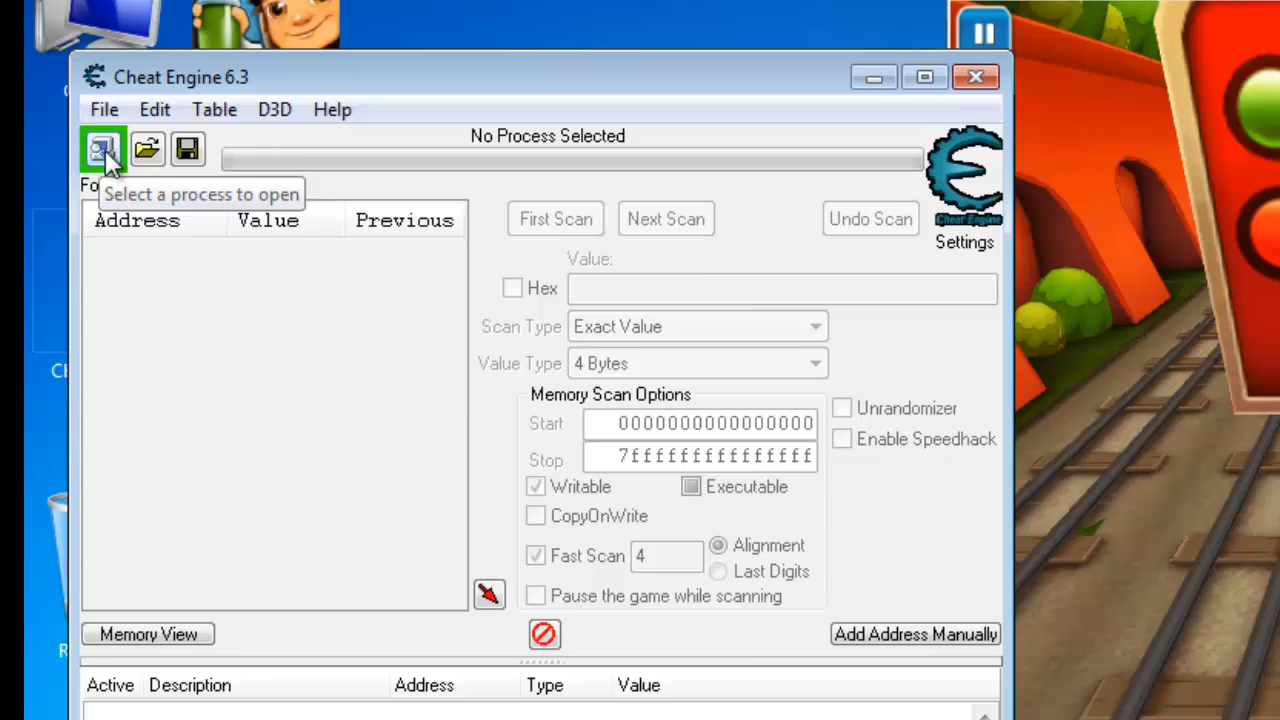 Cheat Engine 6.3
File Edit Table D3D Help
No Process Selected
Fo
Select a process to open
Cheat Engine
Settings
Address Value Previous
First Scan Next Scan Undo Scan
Value:
Hex
Scan Type Exact Value
Value Type 4 Bytes
Memory Scan Options
Start 0000000000000000
Stop 7fffffffffffffff
Unrandomizer
Enable Speedhack
Writable Executable
CopyOnWrite
Fast Scan 4 Alignment
Last Digits
Pause the game while scanning
Memory View Add Address Manually
Active Description Address Type Value